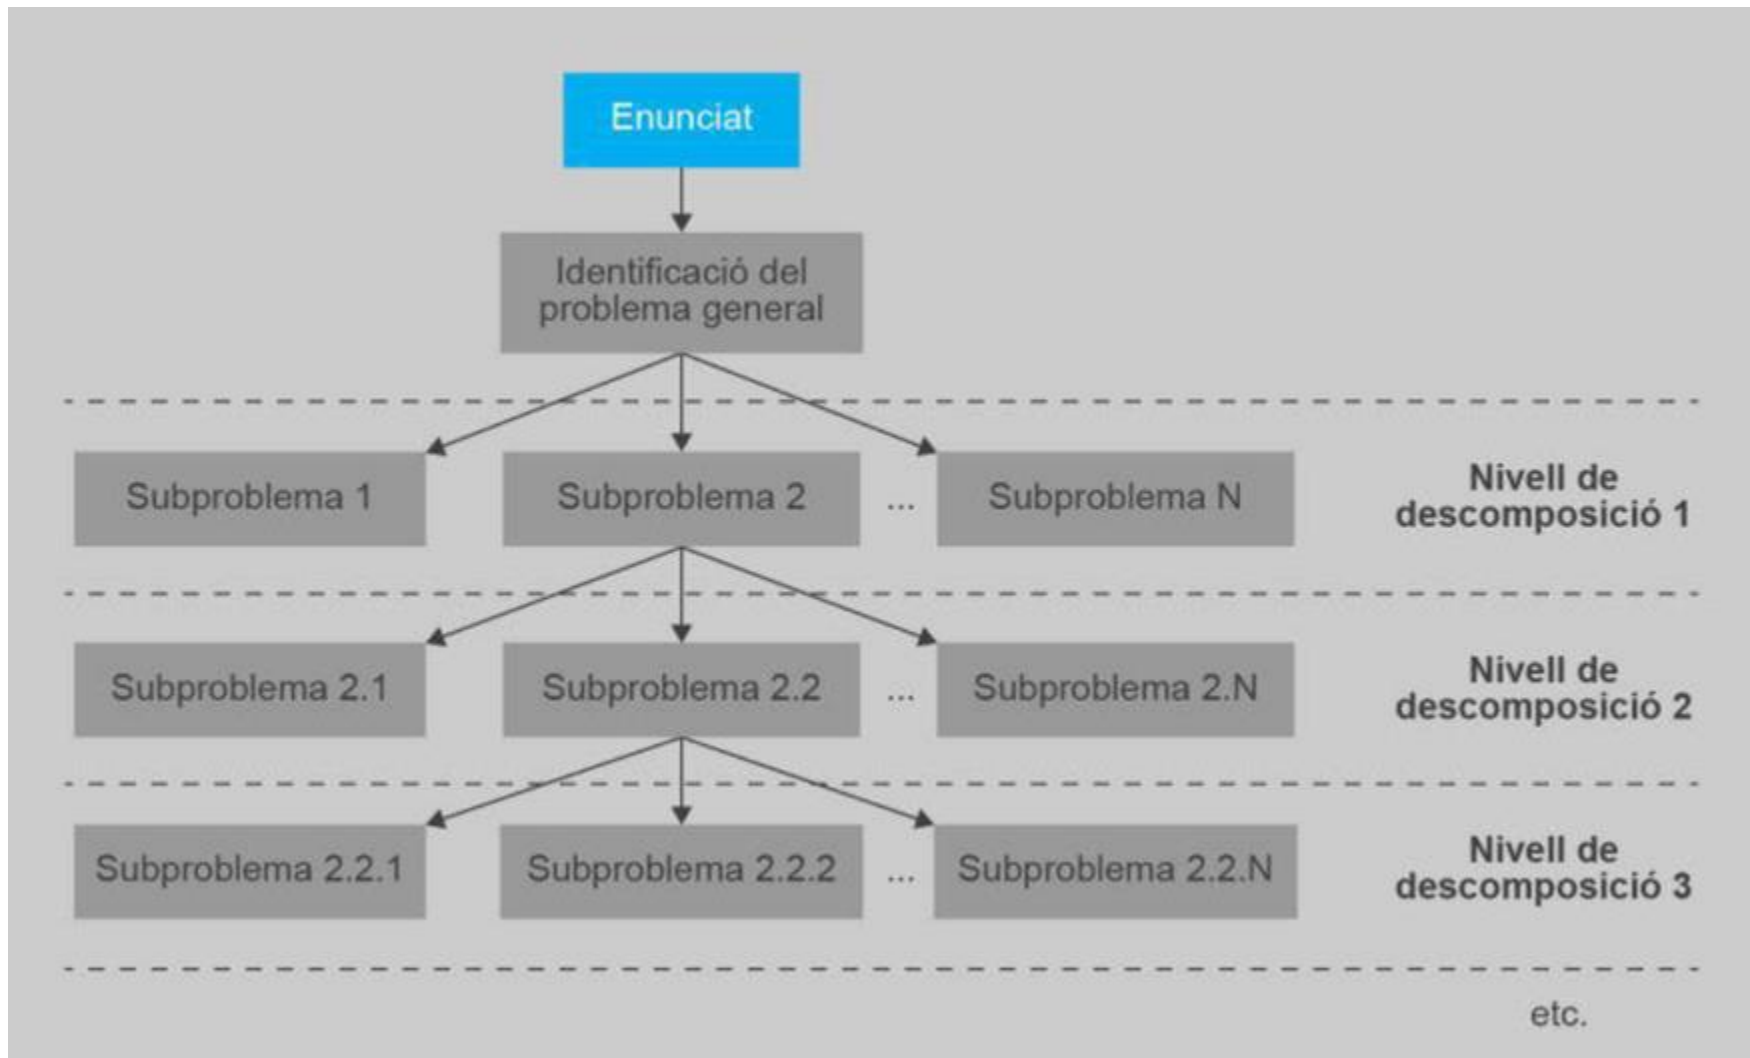 Enunciat
Identificació del
problema general
Subproblema 1
Subproblema 2
...
Subproblema N
Nivell de
descomposició 1
Subproblema 2.1
Subproblema 2.2
...
Subproblema 2.N
Nivell de
descomposició 2
Subproblema 2.2.1
Subproblema 2.2.2
...
Subproblema 2.2.N
Nivell de
descomposició 3
etc.